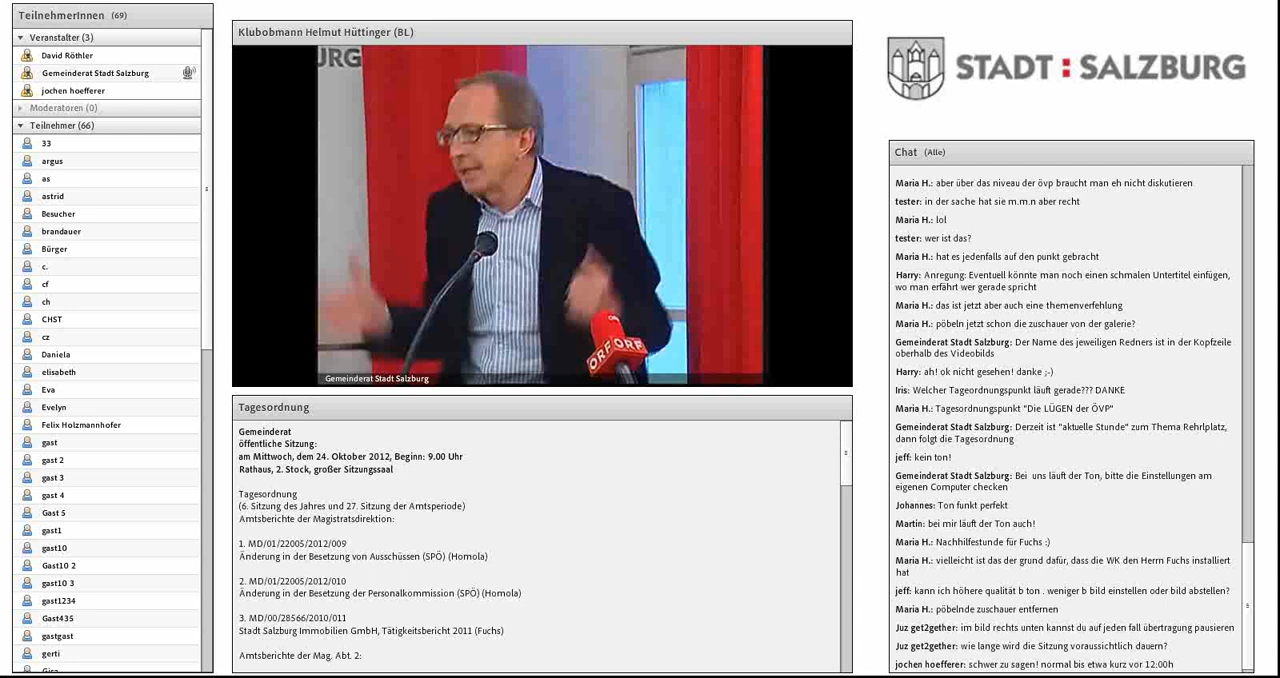 TeilnehmerInnen (69)
Veranstalter (3)
David Röthler
Gemeinderat Stadt Salzburg
jochen hoefferer
Moderatoren (0)
Teilnehmer (66)
33
argus
as
astrid
Besucher
brandauer
Bürger
c.
cf
ch
CHST
cz
Daniela
elisabeth
Eva
Evelyn
Felix Holzmannhofer
gast
gast 2
gast 3
gast 4
Gast 5
gast1
gast10
Gast10 2
gast10 3
gast1234
Gast435
gastgast
gerti
Klubobmann Helmut Hüttinger (BL)
URG
ORF
ORF
Gemeinderat Stadt Salzburg
Tagesordnung
Gemeinderat
öffentliche Sitzung:
am Mittwoch, dem 24. Oktober 2012, Beginn: 9.00 Uhr
Rathaus, 2. Stock, großer Sitzungssaal
Tagesordnung
(6. Sitzung des Jahres und 27. Sitzung der Amtsperiode)
Amtsberichte der Magistratsdirektion:
1. MD/01/22005/2012/009
Änderung in der Besetzung von Ausschüssen (SPÖ) (Homola)
2. MD/01/22005/2012/010
Änderung in der Besetzung der Personalkommission (SPÖ) (Homola)
3. MD/00/28566/2010/011
Stadt Salzburg Immobilien GmbH, Tätigkeitsbericht 2011 (Fuchs)
Amtsberichte der Mag. Abt. 2:
STADT : SALZBURG
Chat (Alle)
Maria H.: aber über das niveau der övp braucht man eh nicht diskutieren
tester: in der sache hat sie m.m.n aber recht
Maria H.: lol
tester: wer ist das?
Maria H.: hat es jedenfalls auf den punkt gebracht
Harry: Anregung: Eventuell könnte man noch einen schmalen Untertitel einfügen,
wo man erfährt wer gerade spricht
Maria H.: das ist jetzt aber auch eine themenverfehlung
Maria H.: pöbeln jetzt schon die zuschauer von der galerie?
Gemeinderat Stadt Salzburg: Der Name des jeweiligen Redners ist in der Kopfzeile
oberhalb des Videobilds
Harry: ah! ok nicht gesehen! danke ;-)
Iris: Welcher Tageordnungspunkt läuft gerade??? DANKE
Maria H.: Tagesordnungspunkt "Die LÜGEN der ÖVP"
Gemeinderat Stadt Salzburg: Derzeit ist "aktuelle Stunde" zum Thema Rehrlplatz,
dann folgt die Tagesordnung
jeff: kein ton!
Gemeinderat Stadt Salzburg: Bei uns läuft der Ton, bitte die Einstellungen am
eigenen Computer checken
Johannes: Ton funkt perfekt
Martin: bei mir läuft der Ton auch!
Maria H.: Nachhilfestunde für Fuchs :)
Maria H.: vielleicht ist das der grund dafür, dass die WK den Herrn Fuchs installiert
hat
jeff: kann ich höhere qualität b ton . weniger b bild einstellen oder bild abstellen?
Maria H.: pöbelnde zuschauer entfernen
Juz get2gether: im bild rechts unten kannst du auf jeden fall übertragung pausieren
Juz get2gether: wie lange wird die Sitzung voraussichtlich dauern?
jochen hoefferer: schwer zu sagen! normal bis etwa kurz vor 12:00h